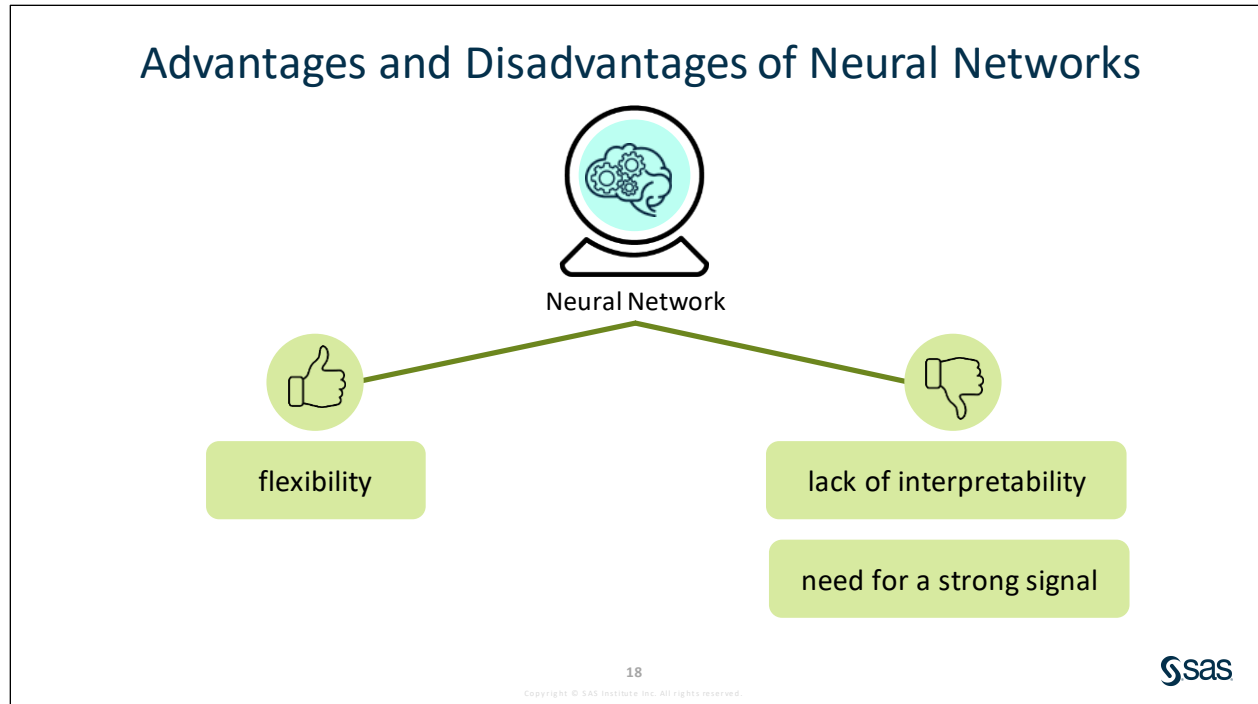 Advantages and Disadvantages of Neural Networks
Neural Network
flexibility
lack of interpretability
need for a strong signal
18
Copyright © SAS Institute Inc. All rights reserved.
sas